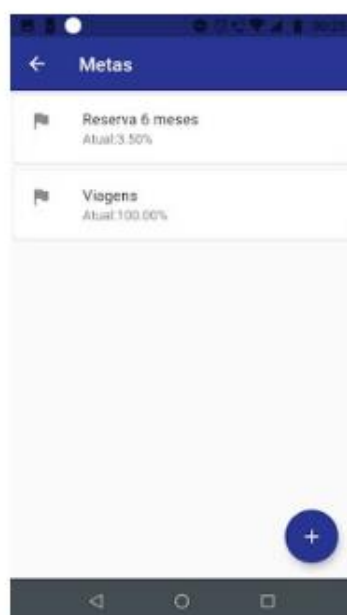 Metas
Reserva 6 meses
Atual:3.50%
Viagens
Atual:100.00%
+